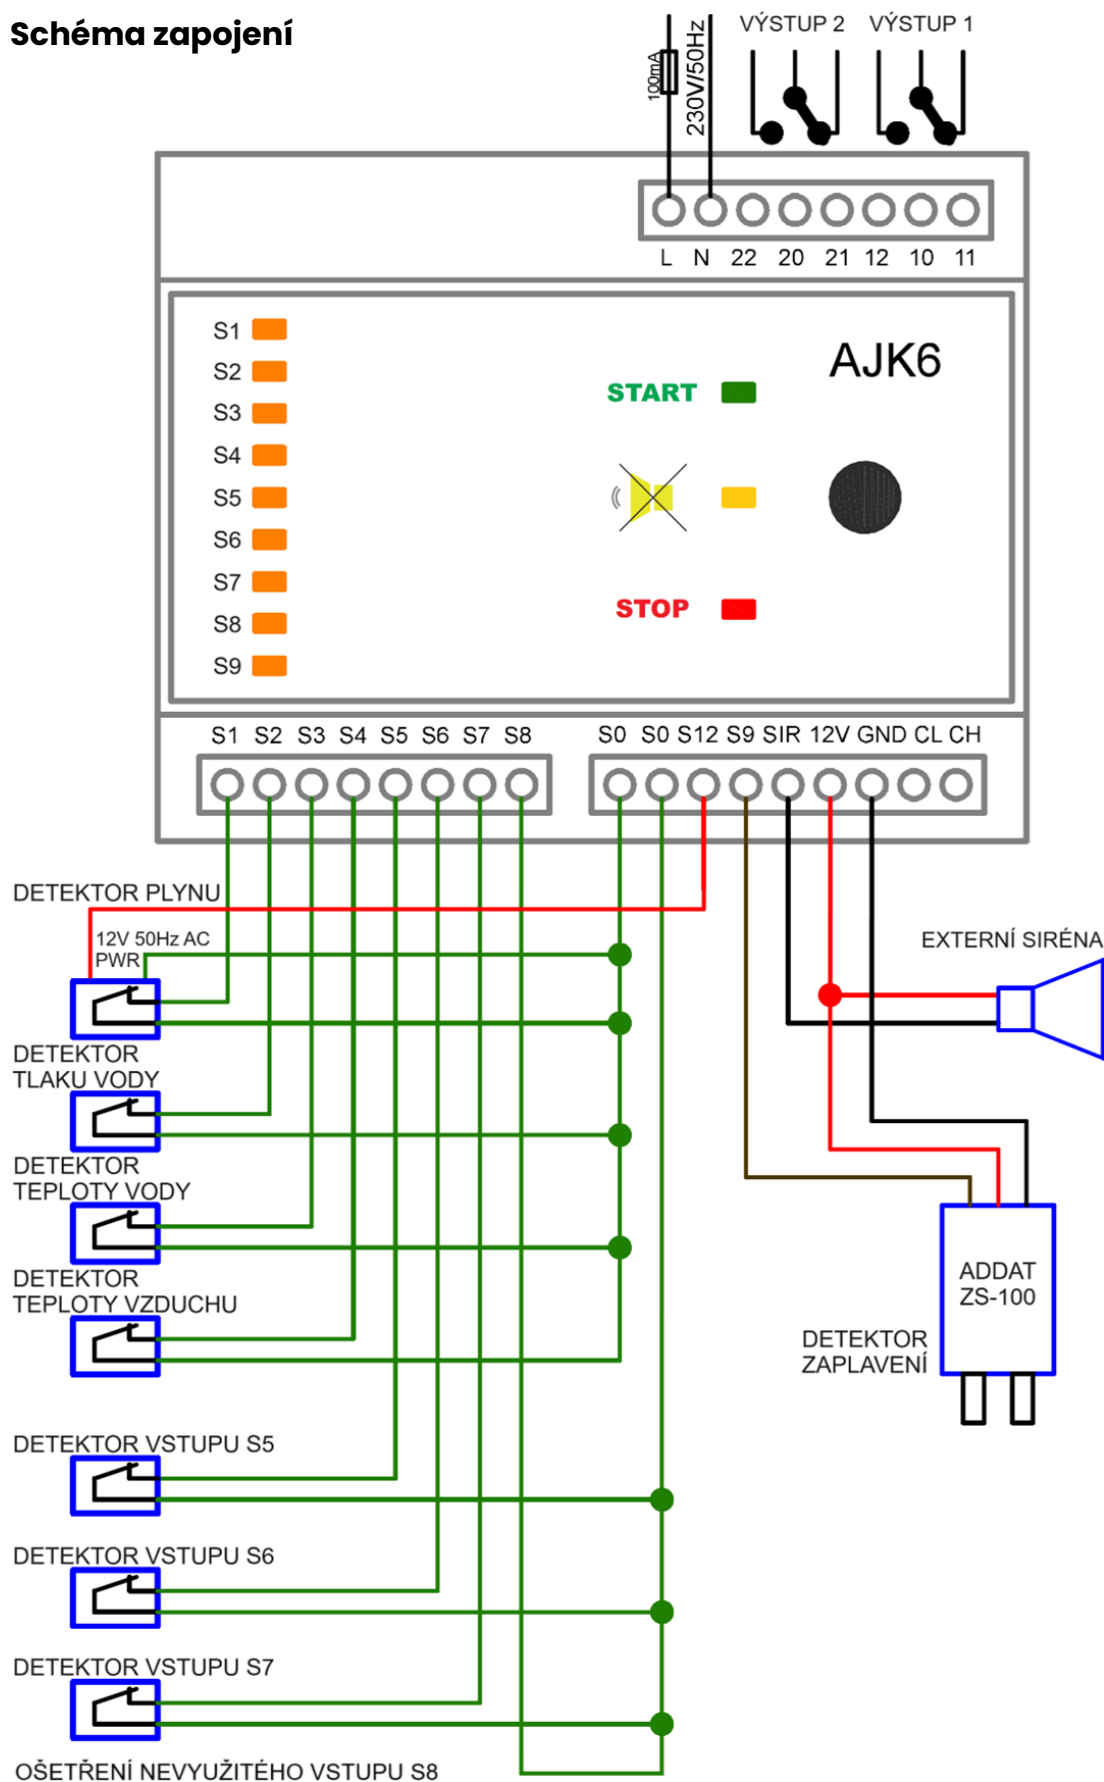 Schéma zapojení
100mA
230V/50Hz
VÝSTUP 2
VÝSTUP 1
L N 22 20 21 12 10 11
S1
S2
S3
S4
S5
S6
S7
S8
S9
START
STOP
AJK6
S1 S2 S3 S4 S5 S6 S7 S8
S0 S0 S12 S9 SIR 12V GND CL CH
DETEKTOR PLYNU
12V 50Hz AC
PWR
EXTERNÍ SIRÉNA
DETEKTOR
TLAKU VODY
DETEKTOR
TEPLOTY VODY
DETEKTOR
TEPLOTY VZDUCHU
ADDAT
ZS-100
DETEKTOR
ZAPLAVENÍ
DETEKTOR VSTUPU S5
DETEKTOR VSTUPU S6
DETEKTOR VSTUPU S7
OŠETŘENÍ NEVYUŽITÉHO VSTUPU S8